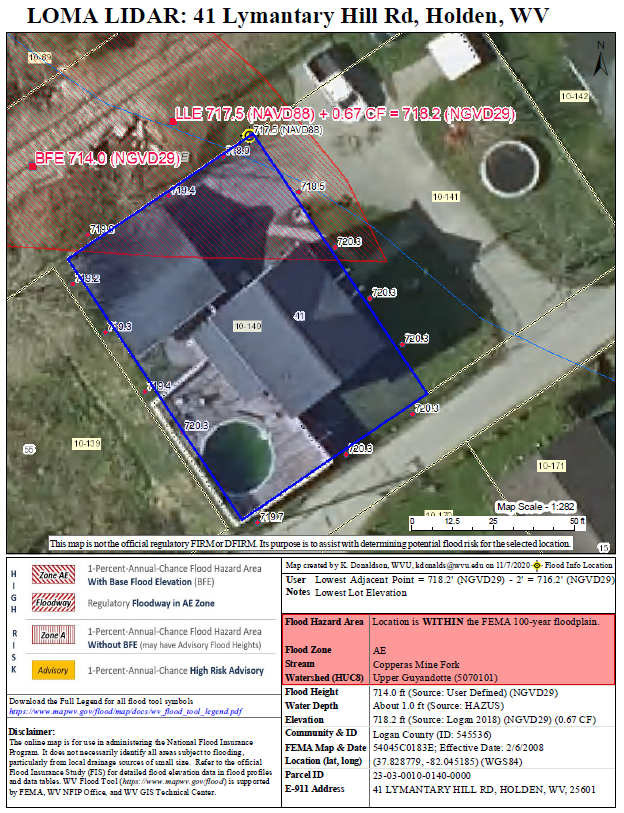 LOMA LIDAR: 41 Lymantary Hill Rd, Holden, WV
N
10-89
10-142
LLE 717.5 (NAVD88) + 0.67 CF = 718.2 (NGVD29)
717.5 (NAVD88)
718.9
BFE 714.0 (NGVD29)
719.4
718.5
10-141
720.3
719.2
720.3
41
719.3
10-140
720.3
719.4
720.3
720.3
55
10-139
720.3
10-171
719.7
10-170
Map Scale - 1:282
0 12.5 25 50 ft
15
This map is not the official regulatory FIRM or DFIRM. Its purpose is to assist with determining potential flood risk for the selected location.
HIGH RISK
Zone AE
1-Percent-Annual-Chance Flood Hazard Area
With Base Flood Elevation (BFE)
Floodway
Regulatory Floodway in AE Zone
Zone A
1-Percent-Annual-Chance Flood Hazard Area
Without BFE (may have Advisory Flood Heights)
Advisory
1-Percent-Annual-Chance High Risk Advisory
Download the Full Legend for all flood tool symbols
https://www.mapwv.gov/flood/map/docs/wv_flood_tool_legend.pdf
Disclaimer:
The online map is for use in administering the National Flood Insurance
Program. It does not necessarily identify all areas subject to flooding,
particularly from local drainage sources of small size. Refer to the official
Flood Insurance Study (FIS) for detailed flood elevation data in flood profiles
and data tables. WV Flood Tool (https://www.mapwv.gov/flood) is supported
by FEMA, WV NFIP Office, and WV GIS Technical Center.
Map created by K. Donaldson, WVU, kdonalds@wvu.edu on 11/7/2020 - Flood Info Location
User Notes Lowest Adjacent Point = 718.2' (NGVD29) - 2' = 716.2' (NGVD29)
Lowest Lot Elevation
Flood Hazard Area Location is WITHIN the FEMA 100-year floodplain.
Flood Zone AE
Stream Copperas Mine Fork
Watershed (HUC8) Upper Guyandotte (5070101)
Flood Height 714.0 ft (Source: User Defined) (NGVD29)
Water Depth About 1.0 ft (Source: HAZUS)
Elevation 718.2 ft (Source: Logan 2018) (NGVD29) (0.67 CF)
Community & ID Logan County (ID: 545536)
FEMA Map & Date 54045C0183E; Effective Date: 2/6/2008
Location (lat, long) (37.828779, -82.045185) (WGS84)
Parcel ID 23-03-0010-0140-0000
E-911 Address 41 LYMANTARY HILL RD, HOLDEN, WV, 25601